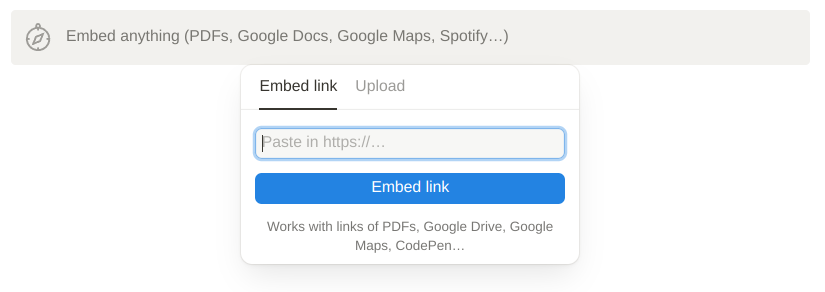 Embed anything (PDFs, Google Docs, Google Maps, Spotify…)
Embed link
Upload
Paste in https://…
Embed link
Works with links of PDFs, Google Drive, Google
Maps, CodePen…